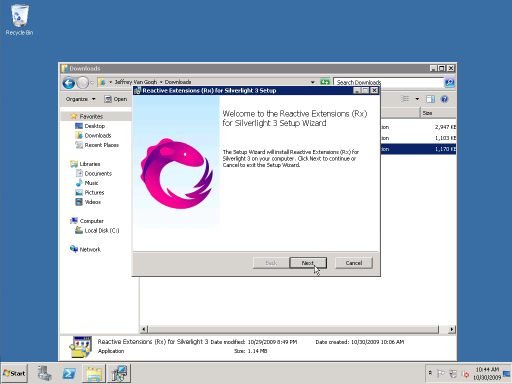 Recycle Bin
Downloads
Jeffrey Van Gogh
Downloads
Search Downloads
Organize
Open
Reactive Extensions (Rx) for Silverlight 3 Setup
Size
Favorites
Desktop
Downloads
Recent Places
Libraries
Documents
Music
Pictures
Videos
Computer
Local Disk (C:)
Network
Welcome to the Reactive Extensions (Rx)
for Silverlight 3 Setup Wizard
The Setup Wizard will install Reactive Extensions (Rx) for
Silverlight 3 on your computer. Click Next to continue or
Cancel to exit the Setup Wizard.
Back
Next
Cancel
ion 2,947 KB
ion 1,103 KB
ion 1,170 KB
Reactive Extensions (Rx) for Silverlight 3 Date modified: 10/29/2009 8:49 PM Date created: 10/30/2009 10:06 AM
Application Size: 1.14 MB
Start
10:44 AM
10/30/2009